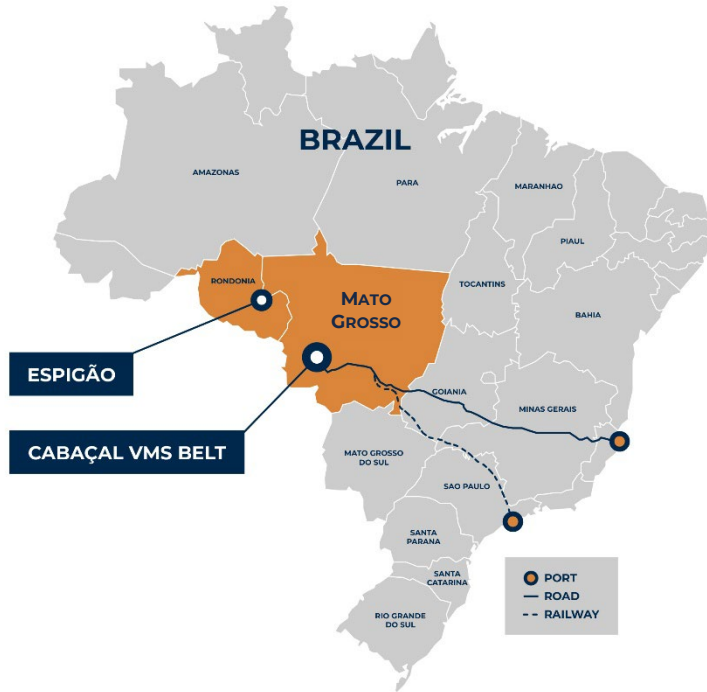 BRAZIL
AMAZONAS
PARA
MARANHAO
PIAUL
RONDONIA
MATO
GROSSO
TOCANTINS
BAHIA
ESPIGÃO
GOIANIA
MINAS GERAIS
CABAÇAL VMS BELT
MATO GROSSO
DO SUL
SAO PAULO
SANTA
PARANA
SANTA
CATARINA
RIO GRANDE
DO SUL
PORT
ROAD
RAILWAY